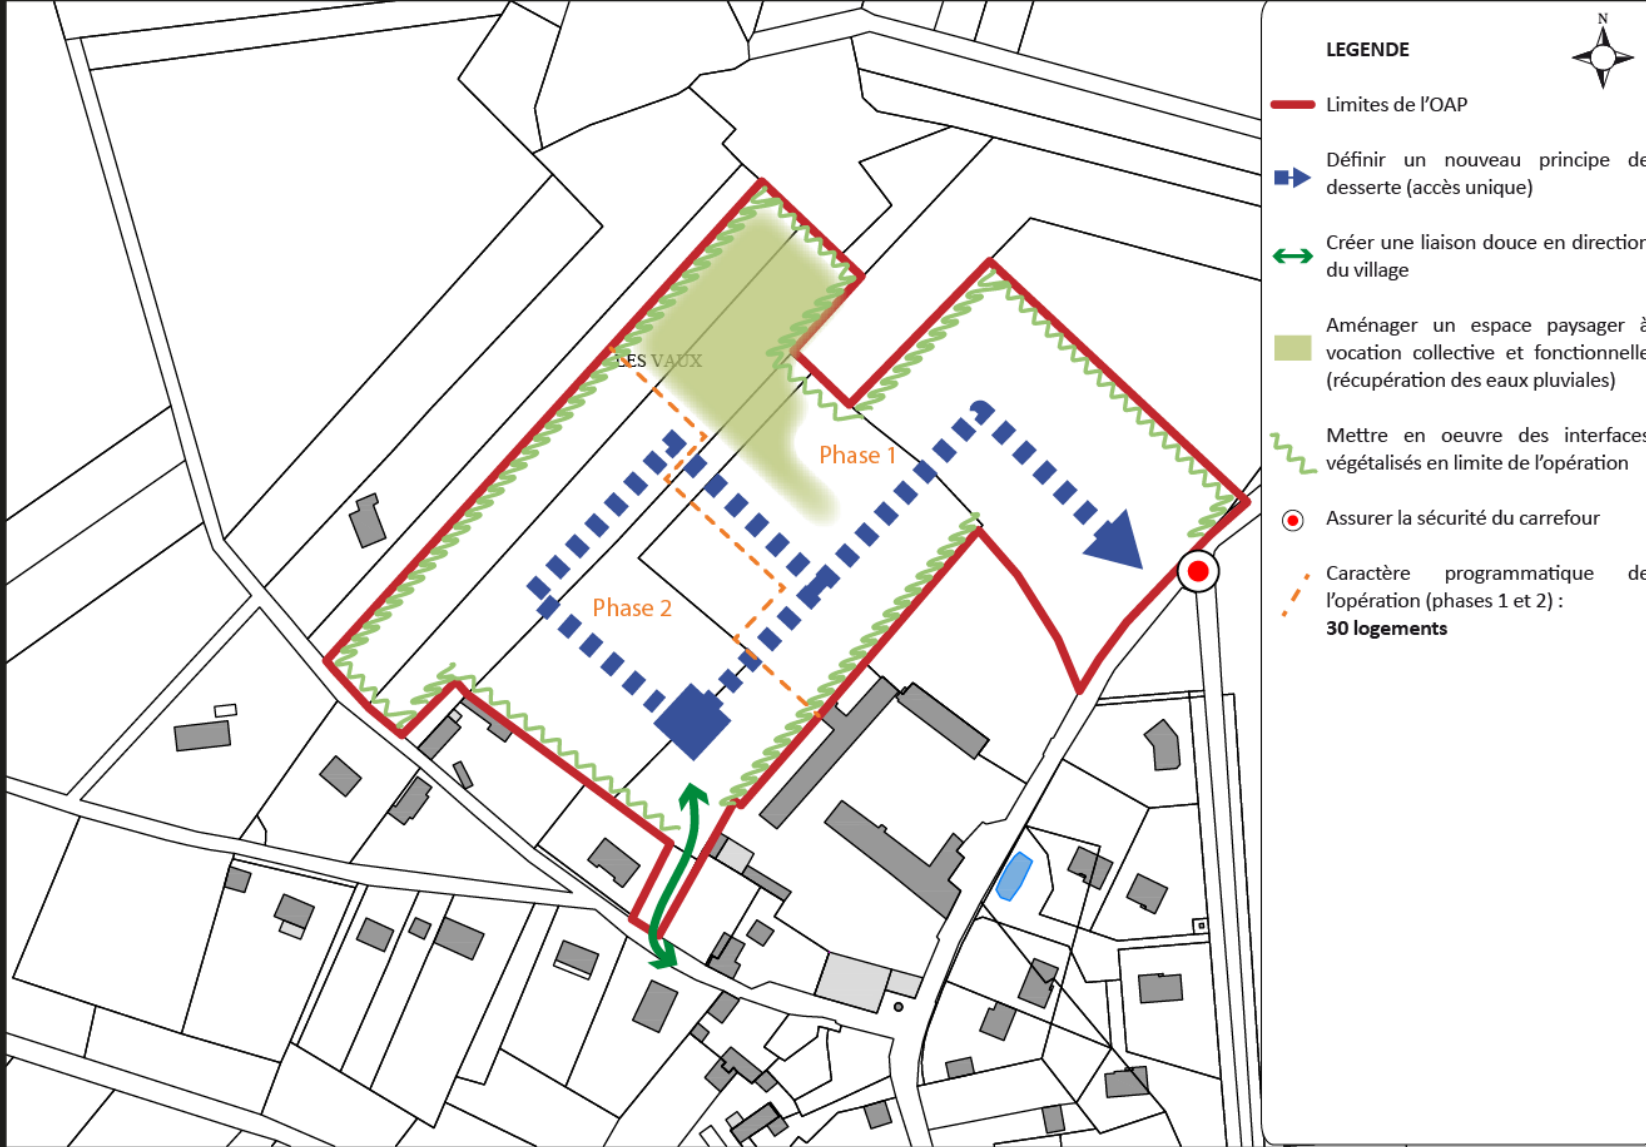 N
LEGENDE
Limites de l'OAP
Définir un nouveau principe de
desserte (accès unique)
Créer une liaison douce en direction
du village
Aménager un espace paysager à
vocation collective et fonctionnelle
(récupération des eaux pluviales)
Mettre en oeuvre des interfaces
végétalisés en limite de l'opération
Assurer la sécurité du carrefour
Caractère programmatique de
l'opération (phases 1 et 2) :
30 logements
LES VAUX
Phase 1
Phase 2